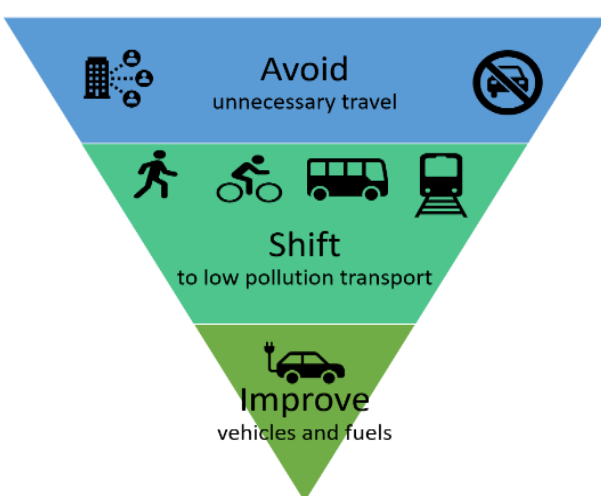 Avoid
unnecessary travel
Shift
to low pollution transport
Improve
vehicles and fuels